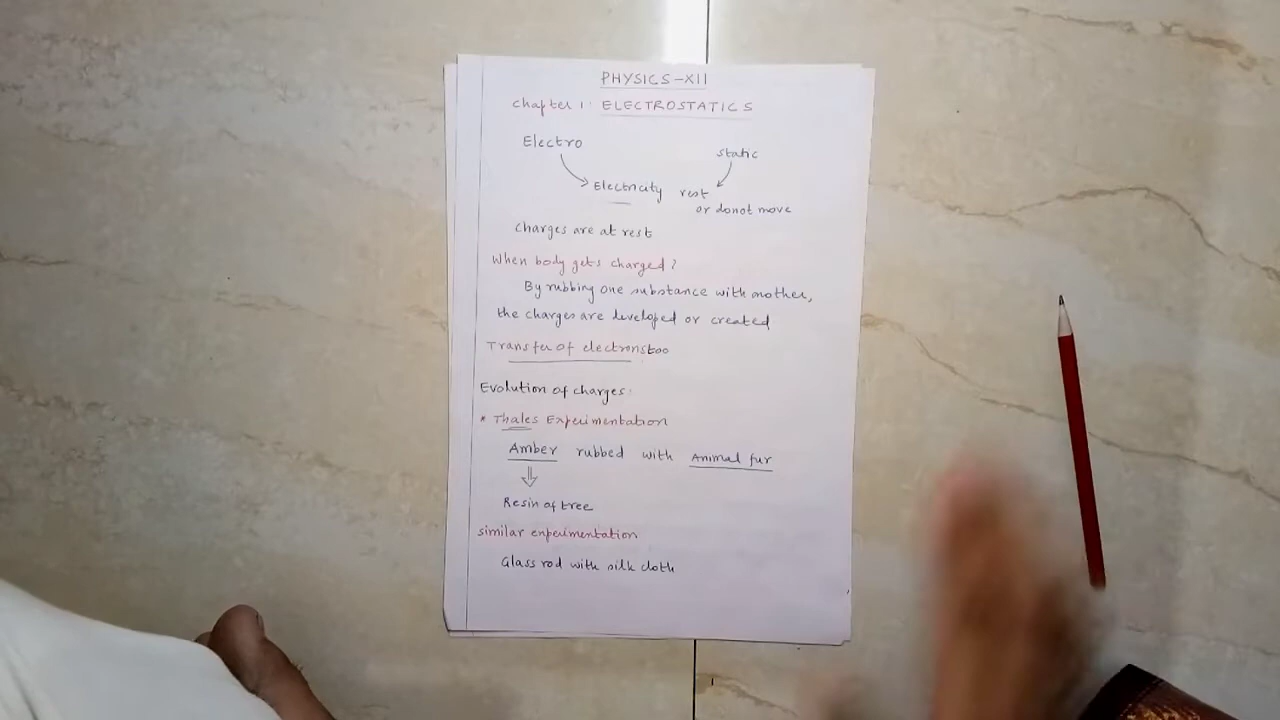 PHYSICS-XII
Chapter 1: ELECTROSTATICS
Electro static
Electricity rest
or donot move
Charges are at rest
When body gets charged?
By rubbing one substance with another,
the charges are developed or created
Transfer of electronstoo
Evolution of charges:
* Thales Experimentation
Amber rubbed with Animal fur
Resin of tree
similar experimentation
Glass rod with silk cloth